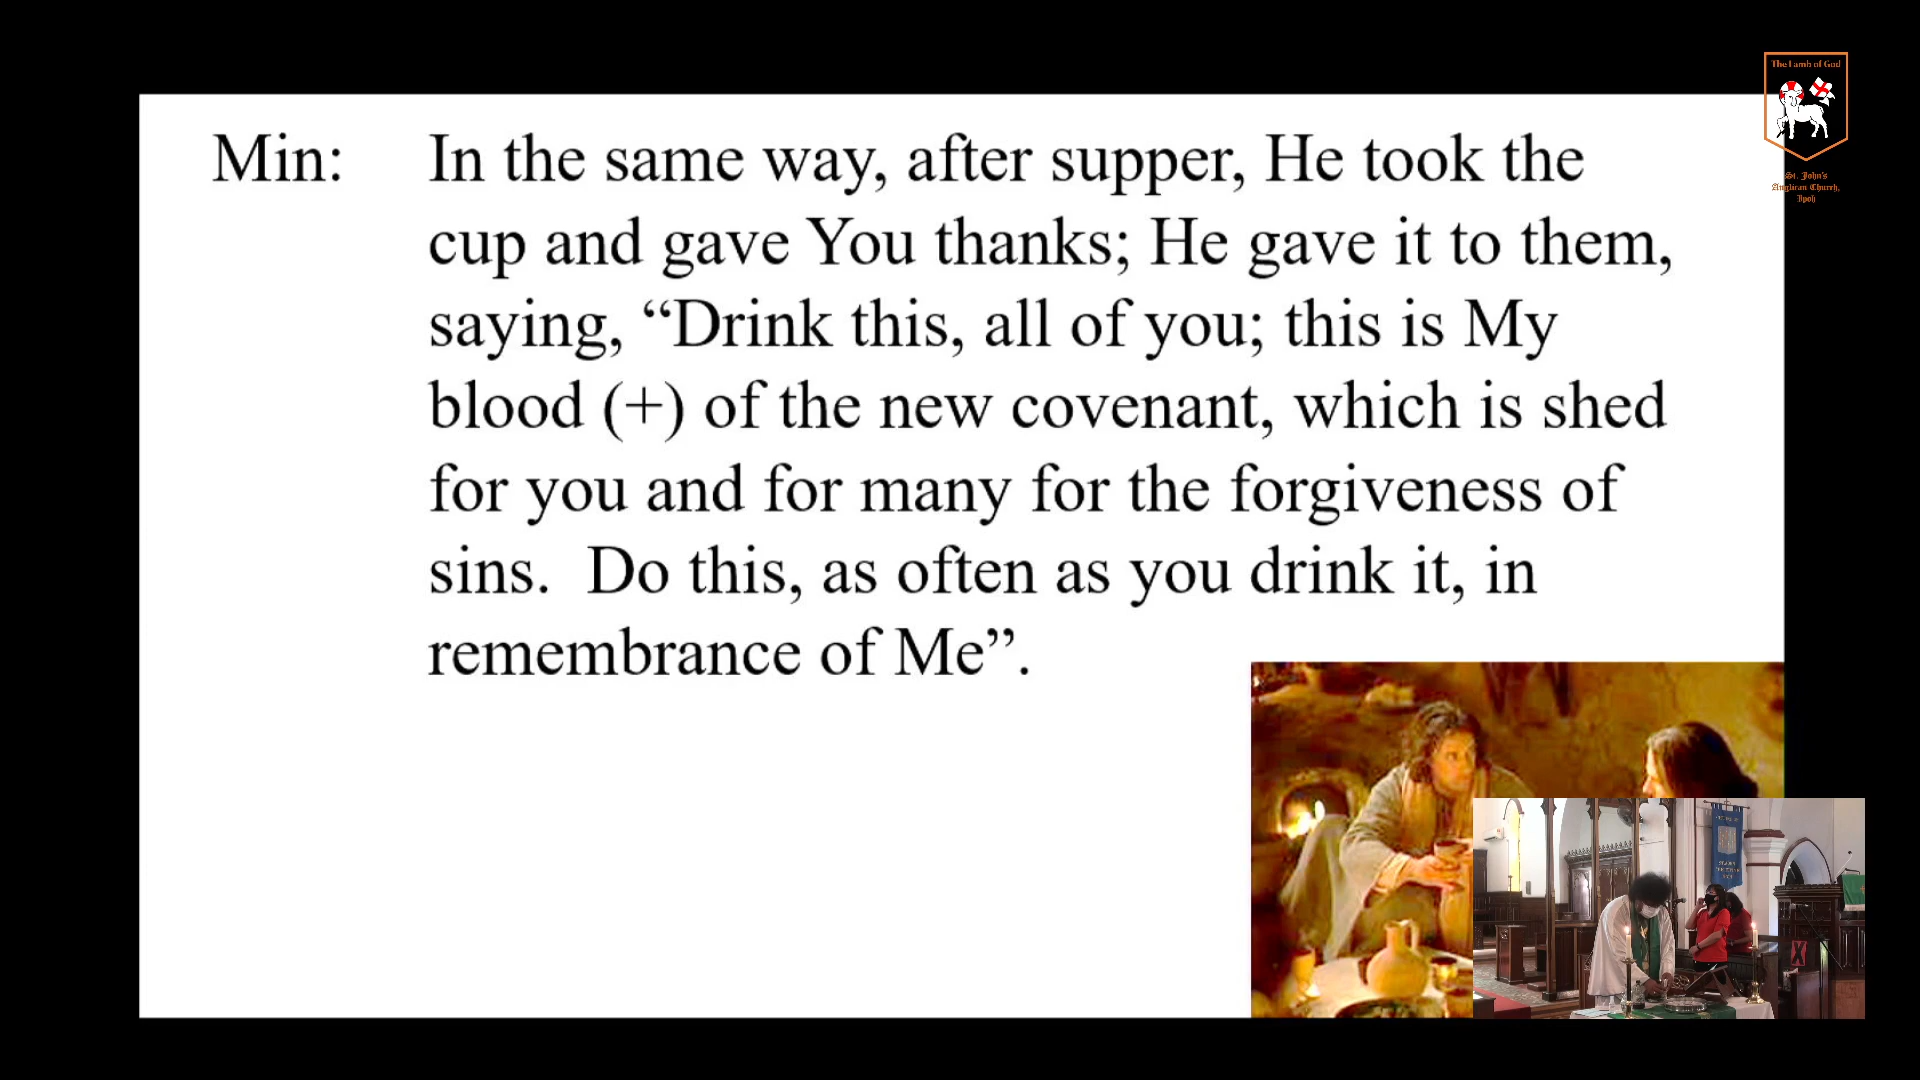 The Lamb of God
St. John's
Anglican Church,
Ipoh
Min: In the same way, after supper, He took the
cup and gave You thanks; He gave it to them,
saying, “Drink this, all of you; this is My
blood (+) of the new covenant, which is shed
for you and for many for the forgiveness of
sins.  Do this, as often as you drink it, in
remembrance of Me”.